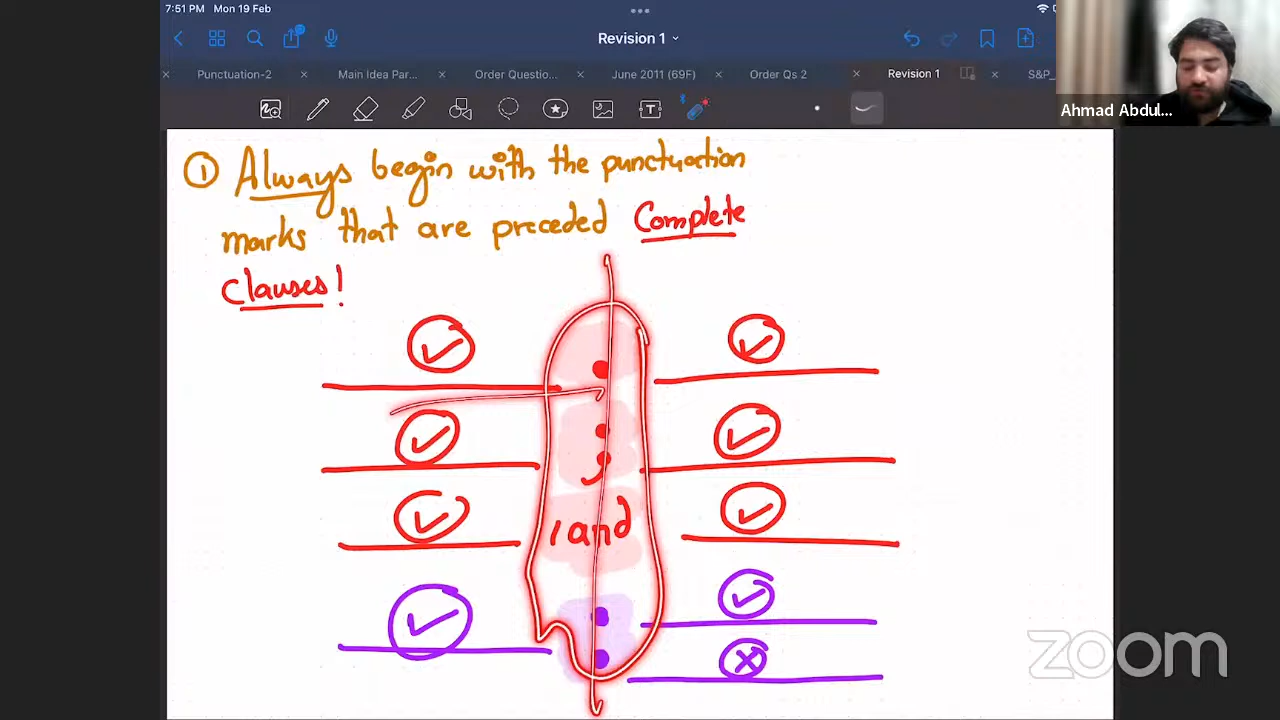 7:51 PM Mon 19 Feb
Revision 1
Punctuation-2
Main Idea Par...
Order Questio...
June 2011 (69F)
Order Qs 2
Revision 1
S&P_
Ahmad Abdul...
① Always begin with the punctuation
marks that are preceded Complete
Clauses!
.
;
, and
:
zoom